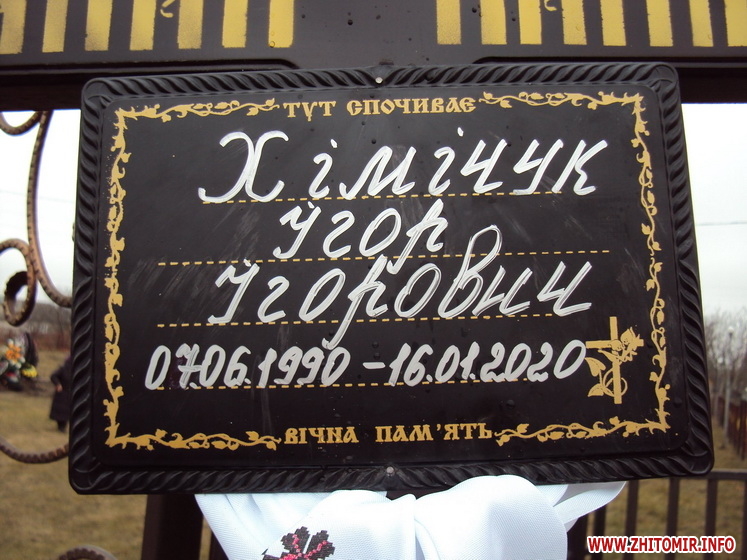 ТУТ СПОЧИВАЄ
Хімічук
Ігор
Ігорович
07.06.1990 - 16.01.2020
ВІЧНА ПАМ'ЯТЬ
WWW.ZHITOMIR.INFO